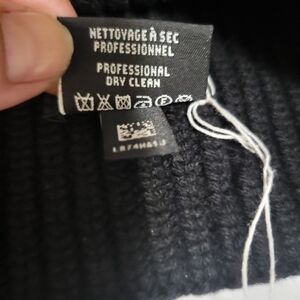 NETTOYAGE À SEC
PROFESSIONNEL
PROFESSIONAL
DRY CLEAN